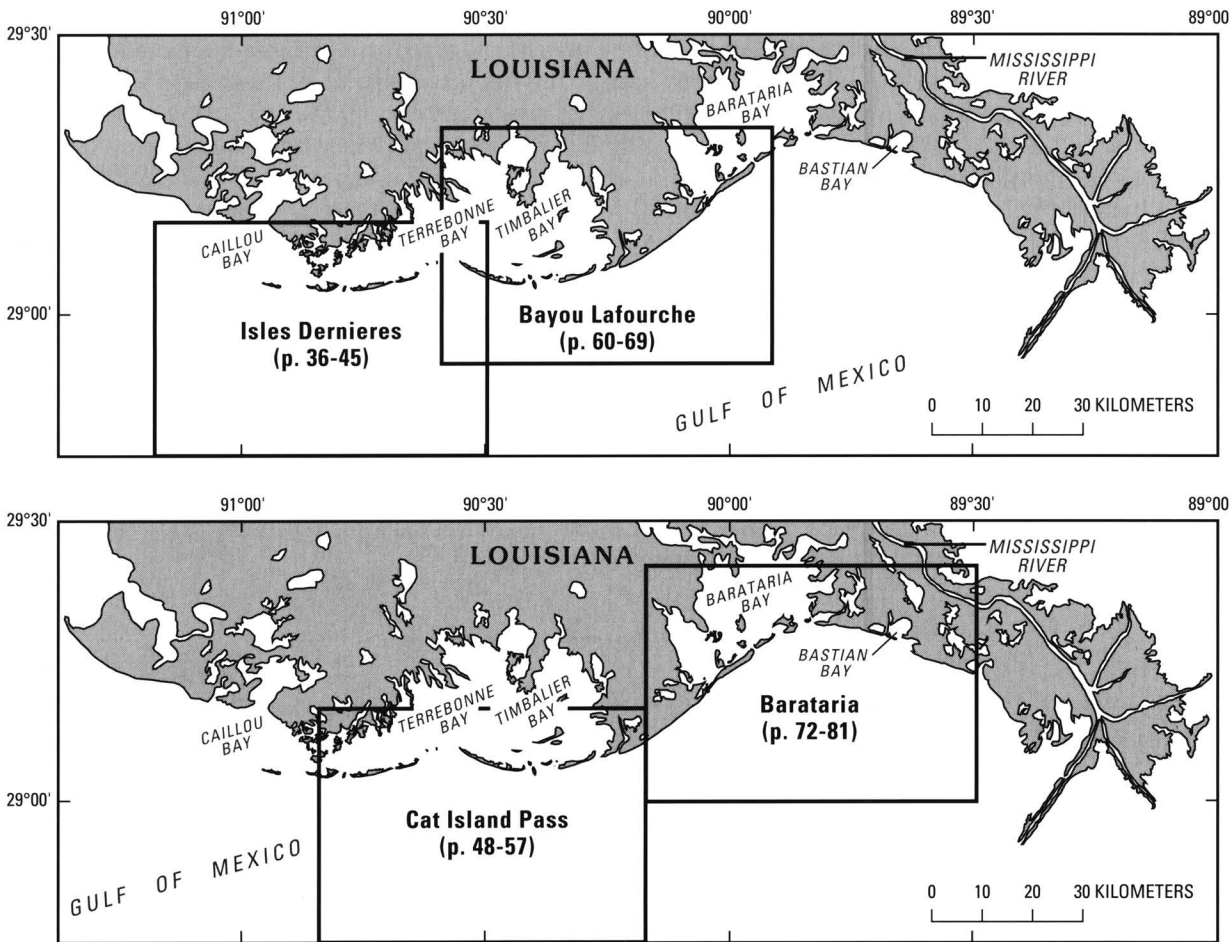 91°00'
90°30'
90°00'
89°30'
89°00'
29°30'
LOUISIANA
MISSISSIPPI
RIVER
BARATARIA
BAY
BASTIAN
BAY
CAILLOU
BAY
TERREBONNE
BAY
TIMBALIER
BAY
29°00'
Isles Dernieres
(p. 36-45)
Bayou Lafourche
(p. 60-69)
GULF OF MEXICO
0 10 20 30 KILOMETERS
91°00'
90°30'
90°00'
89°30'
89°00'
29°30'
LOUISIANA
MISSISSIPPI
RIVER
BARATARIA
BAY
BASTIAN
BAY
CAILLOU
BAY
TERREBONNE
BAY
TIMBALIER
BAY
Barataria
(p. 72-81)
29°00'
Cat Island Pass
(p. 48-57)
GULF OF MEXICO
0 10 20 30 KILOMETERS